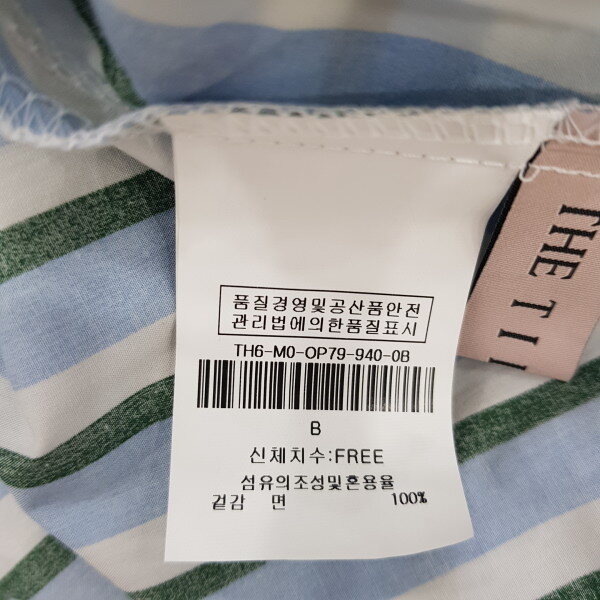 품질경영및공산품안전
관리법에의한품질표시
TH6-M0-OP79-940-0B
B
신체치수:FREE
섬유의조성및혼용율
겉감 면 100%
THE